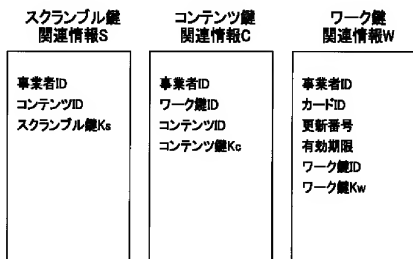 スクランブル鍵
関連情報S
事業者ID
コンテンツID
スクランブル鍵Ks
コンテンツ鍵
関連情報C
事業者ID
ワーク鍵ID
コンテンツID
コンテンツ鍵Kc
ワーク鍵
関連情報W
事業者ID
カードID
更新番号
有効期限
ワーク鍵ID
ワーク鍵Kw